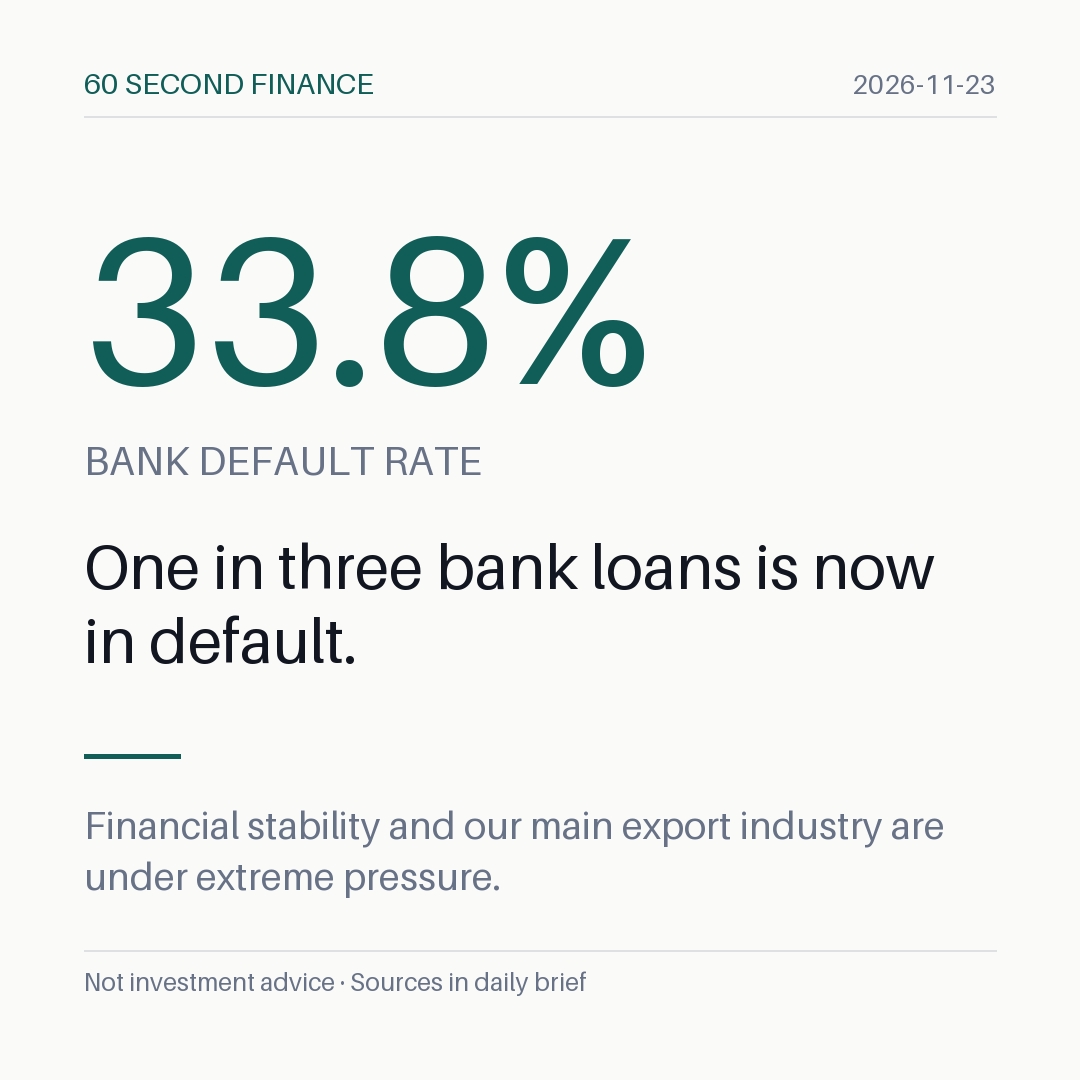 60 SECOND FINANCE
2026-11-23
33.8%
BANK DEFAULT RATE
One in three bank loans is now
in default.
Financial stability and our main export industry are
under extreme pressure.
Not investment advice · Sources in daily brief